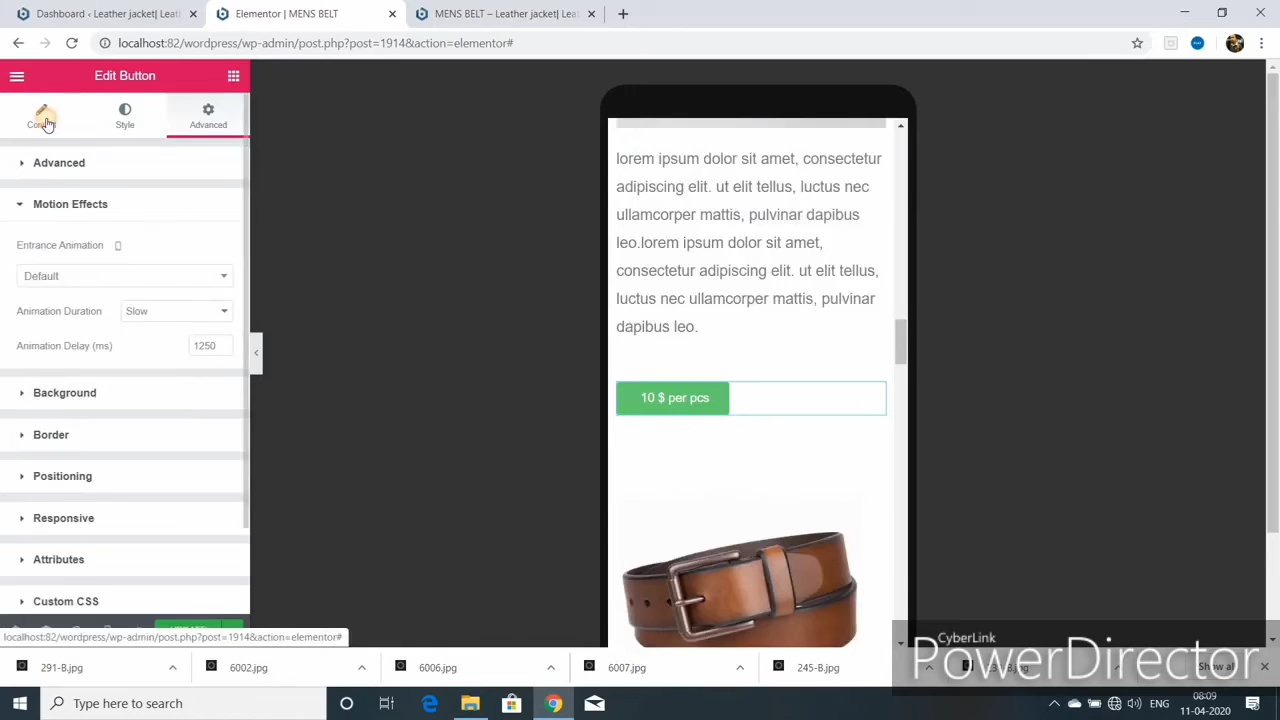 Dashboard ‹ Leather jacket| Leat
Elementor | MENS BELT
MENS BELT – Leather jacket| Leat
localhost:82/wordpress/wp-admin/post.php?post=1914&action=elementor#
Edit Button
Style
Advanced
Advanced
Motion Effects
Entrance Animation
Default
Animation Duration
Slow
Animation Delay (ms)
1250
Background
Border
Positioning
Responsive
Attributes
Custom CSS
localhost:82/wordpress/wp-admin/post.php?post=1914&action=elementor#
lorem ipsum dolor sit amet, consectetur
adipiscing elit. ut elit tellus, luctus nec
ullamcorper mattis, pulvinar dapibus
leo.lorem ipsum dolor sit amet,
consectetur adipiscing elit. ut elit tellus,
luctus nec ullamcorper mattis, pulvinar
dapibus leo.
10 $ per pcs
291-B.jpg
6002.jpg
6006.jpg
6007.jpg
245-B.jpg
Show all
CyberLink
PowerDirector
Type here to search
ENG
08:09
11-04-2020